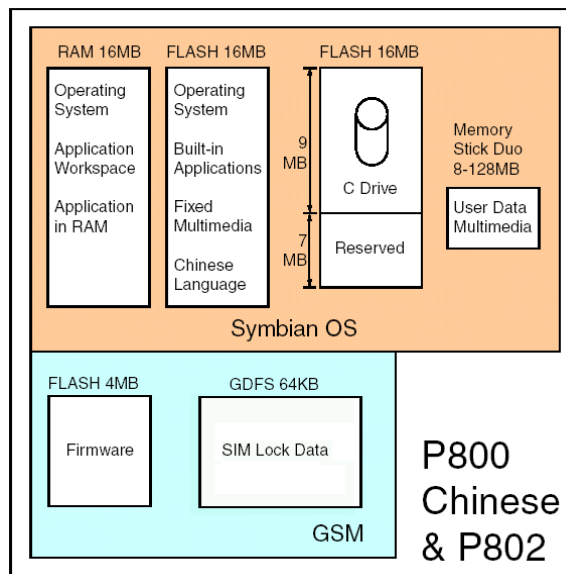 RAM 16MB
Operating
System
Application
Workspace
Application
in RAM
FLASH 16MB
Operating
System
Built-in
Applications
Fixed
Multimedia
Chinese
Language
FLASH 16MB
9
MB
C Drive
7
MB
Reserved
Memory
Stick Duo
8-128MB
User Data
Multimedia
Symbian OS
FLASH 4MB
Firmware
GDFS 64KB
SIM Lock Data
GSM
P800
Chinese
& P802